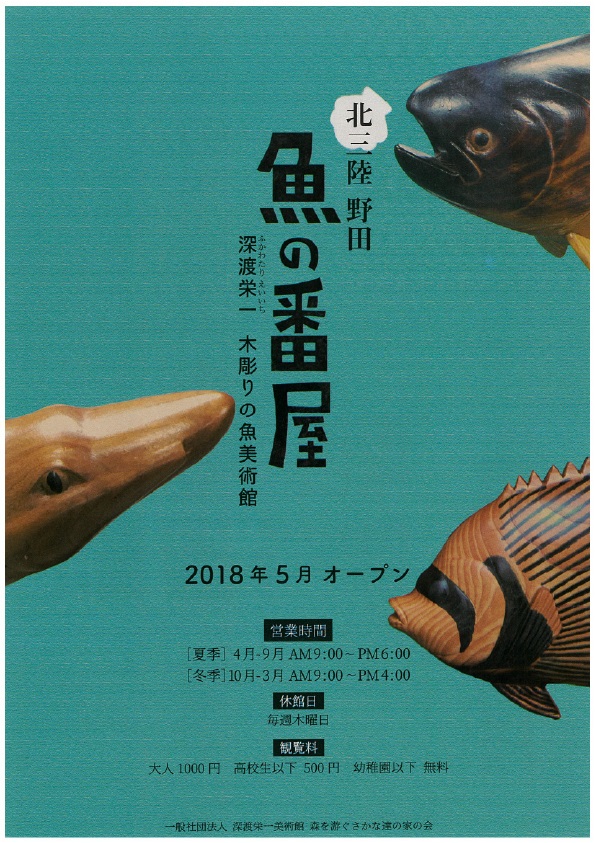 北三陸 野田
魚の番屋
ふかわたり えいいち
深渡栄一 木彫りの魚美術館
2018年5月 オープン
営業時間
[夏季] 4月-9月 AM9:00~PM6:00
[冬季]10月-3月 AM9:00~PM4:00
休館日
毎週木曜日
観覧料
大人1000円 高校生以下 500円 幼稚園以下 無料
一般社団法人 深渡栄一美術館 森を游ぐさかな達の家の会